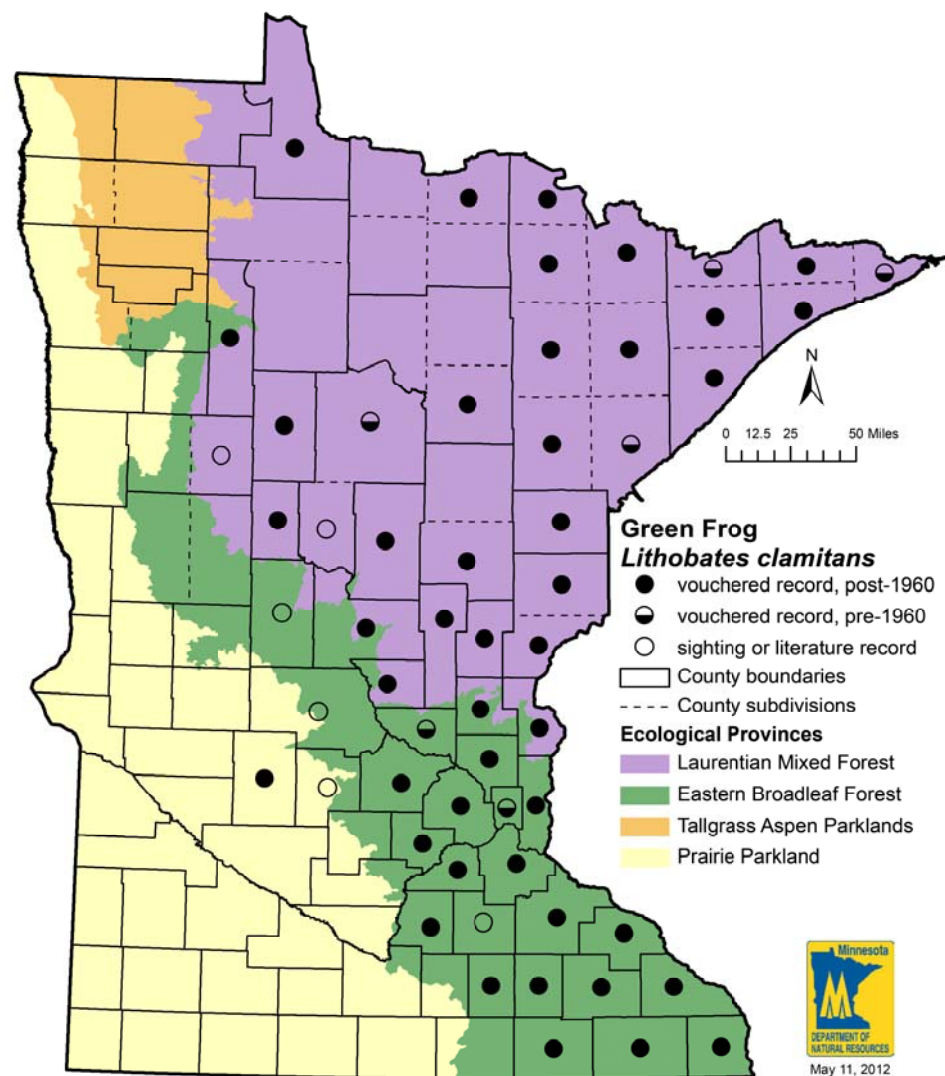 N
0 12.5 25 50 Miles
Green Frog
Lithobates clamitans
vouchered record, post-1960
vouchered record, pre-1960
sighting or literature record
County boundaries
County subdivisions
Ecological Provinces
Laurentian Mixed Forest
Eastern Broadleaf Forest
Tallgrass Aspen Parklands
Prairie Parkland
Minnesota
DEPARTMENT OF
NATURAL RESOURCES
May 11, 2012